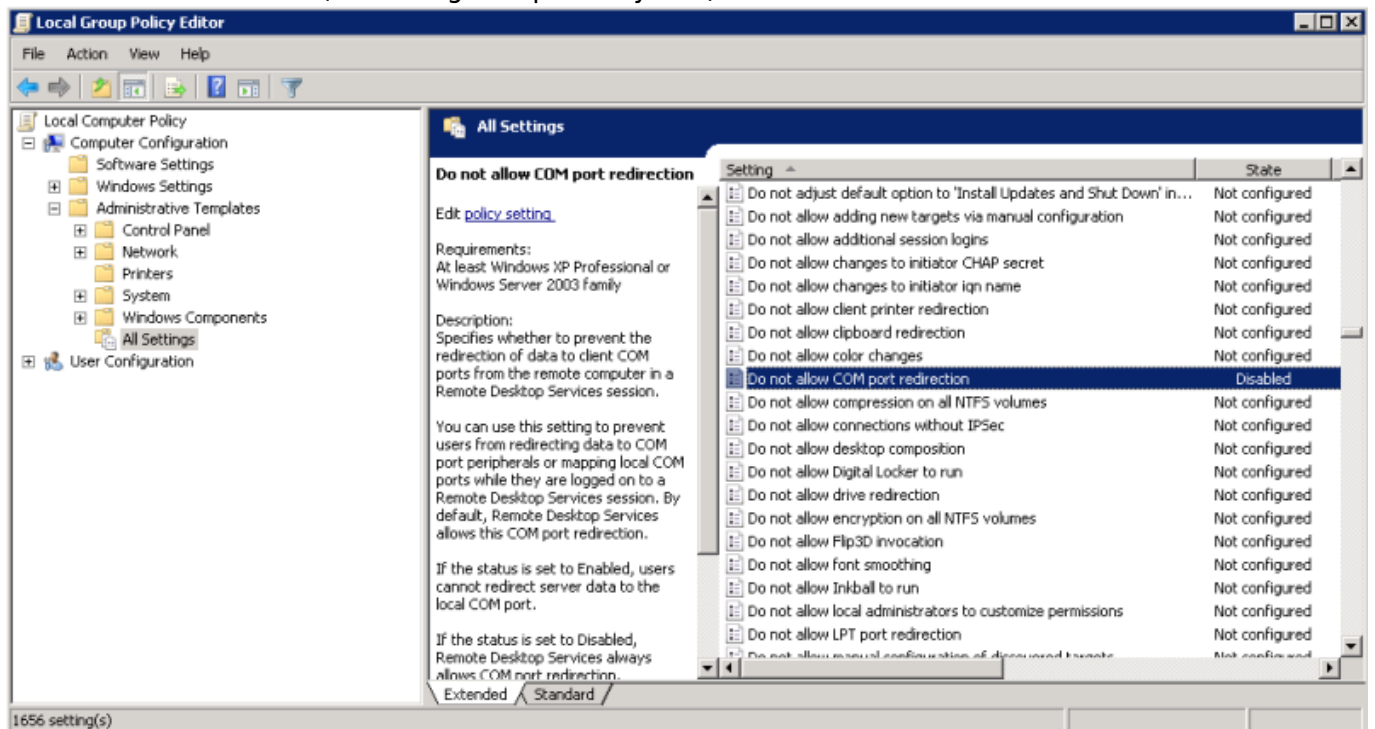 Local Group Policy Editor
File Action View Help
Local Computer Policy
Computer Configuration
Software Settings
Windows Settings
Administrative Templates
Control Panel
Network
Printers
System
Windows Components
All Settings
User Configuration
All Settings
Do not allow COM port redirection
Edit policy setting
Requirements:
At least Windows XP Professional or
Windows Server 2003 family
Description:
Specifies whether to prevent the
redirection of data to client COM
ports from the remote computer in a
Remote Desktop Services session.
You can use this setting to prevent
users from redirecting data to COM
port peripherals or mapping local COM
ports while they are logged on to a
Remote Desktop Services session. By
default, Remote Desktop Services
allows this COM port redirection.
If the status is set to Enabled, users
cannot redirect server data to the
local COM port.
If the status is set to Disabled,
Remote Desktop Services always
allows COM port redirection.
Setting State
Do not adjust default option to 'Install Updates and Shut Down' in... Not configured
Do not allow adding new targets via manual configuration Not configured
Do not allow additional session logins Not configured
Do not allow changes to initiator CHAP secret Not configured
Do not allow changes to initiator iqn name Not configured
Do not allow client printer redirection Not configured
Do not allow clipboard redirection Not configured
Do not allow color changes Not configured
Do not allow COM port redirection Disabled
Do not allow compression on all NTFS volumes Not configured
Do not allow connections without IPSec Not configured
Do not allow desktop composition Not configured
Do not allow Digital Locker to run Not configured
Do not allow drive redirection Not configured
Do not allow encryption on all NTFS volumes Not configured
Do not allow Flip3D invocation Not configured
Do not allow font smoothing Not configured
Do not allow Inkball to run Not configured
Do not allow local administrators to customize permissions Not configured
Do not allow LPT port redirection Not configured
Do not allow manual configuration of discovered targets Not configured
Extended Standard
1656 setting(s)